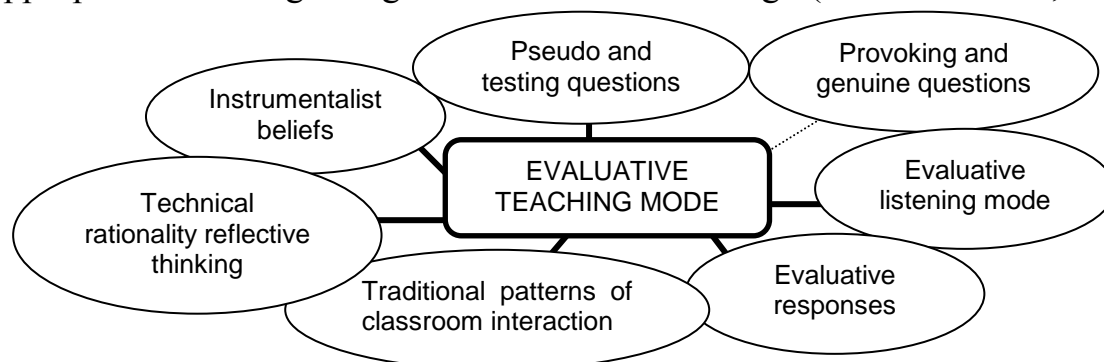 Pseudo and
testing questions
Provoking and
genuine questions
Instrumentalist
beliefs
EVALUATIVE
TEACHING MODE
Evaluative
listening mode
Technical
rationality reflective
thinking
Traditional patterns of
classroom interaction
Evaluative
responses